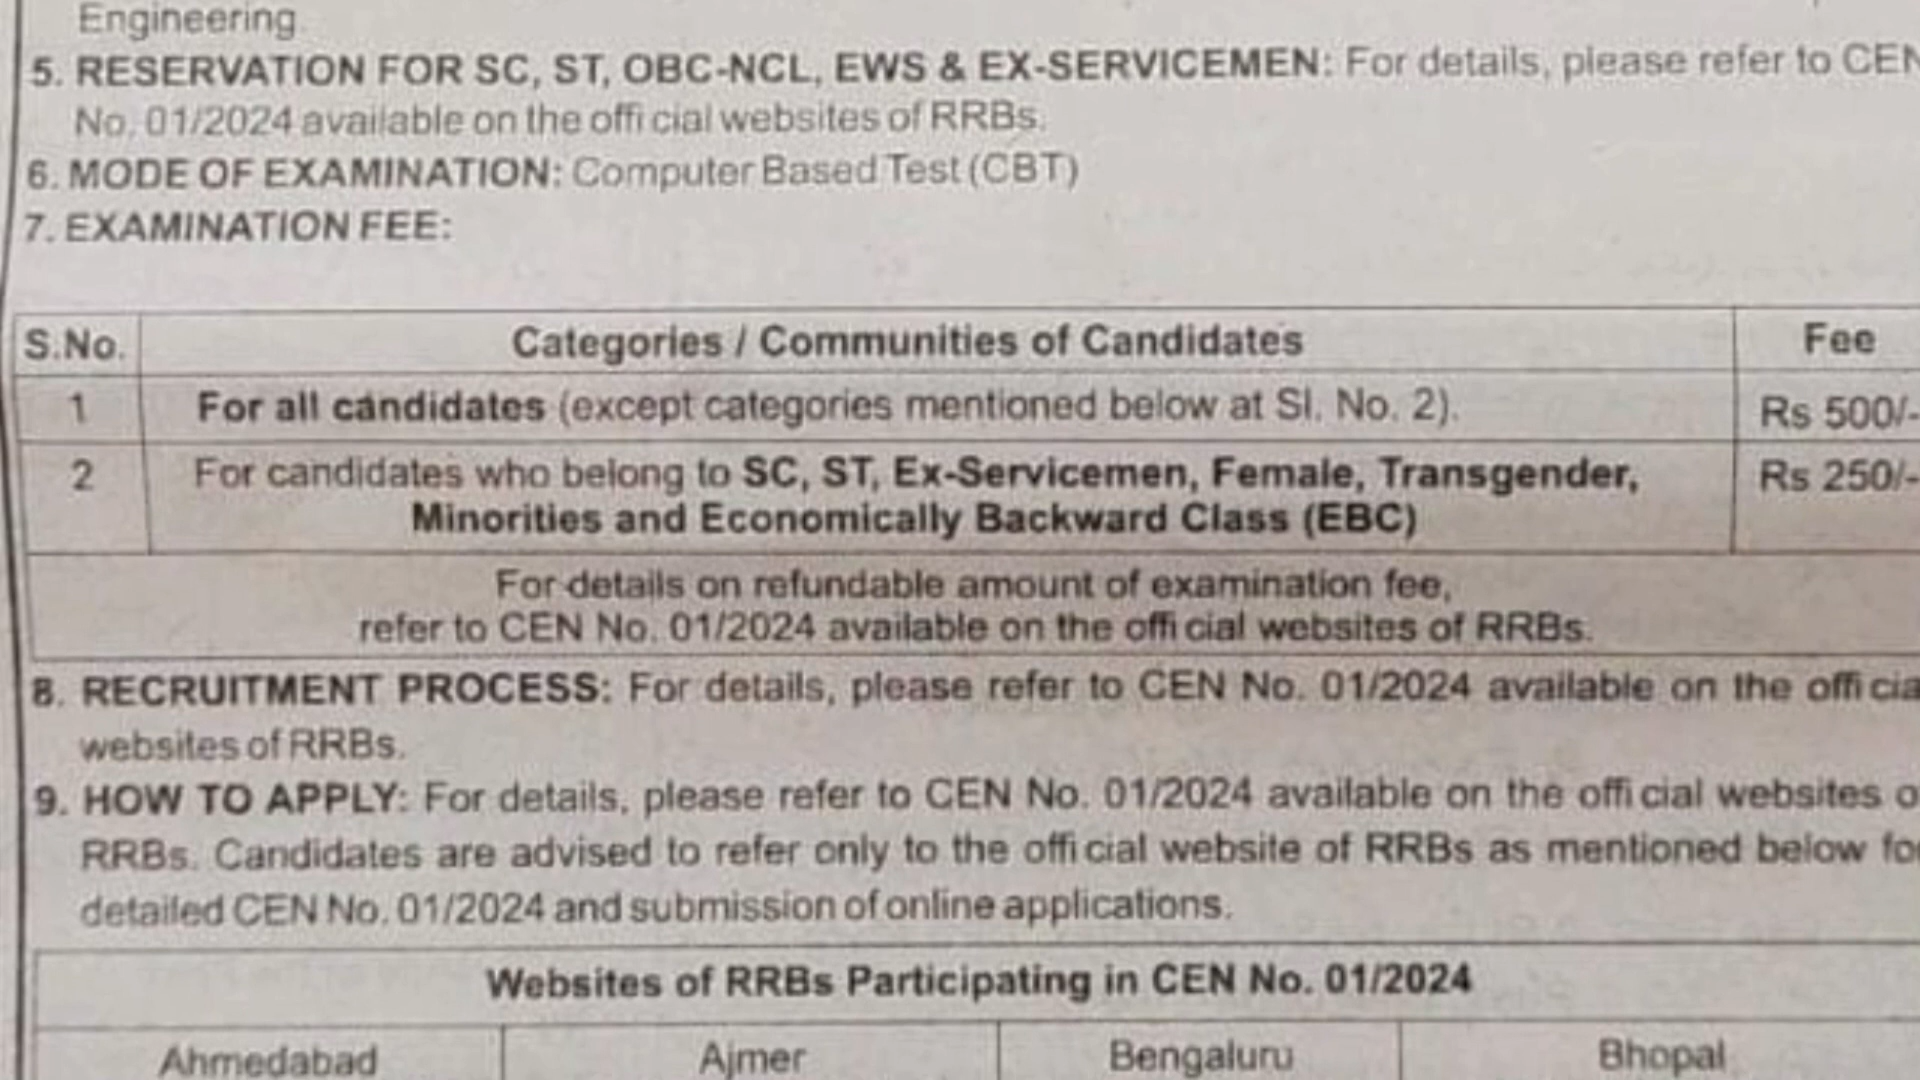 Engineering
5. RESERVATION FOR SC, ST, OBC-NCL, EWS & EX-SERVICEMEN: For details, please refer to CEN
No. 01/2024 available on the offi cial websites of RRBs.
6. MODE OF EXAMINATION: Computer Based Test (CBT)
7. EXAMINATION FEE:
S.No. Categories / Communities of Candidates Fee
1 For all candidates (except categories mentioned below at Sl. No. 2). Rs 500/-
2 For candidates who belong to SC, ST, Ex-Servicemen, Female, Transgender, Rs 250/-
Minorities and Economically Backward Class (EBC)
For details on refundable amount of examination fee,
refer to CEN No. 01/2024 available on the offi cial websites of RRBs.
8. RECRUITMENT PROCESS: For details, please refer to CEN No. 01/2024 available on the offi cia
websites of RRBs.
9. HOW TO APPLY: For details, please refer to CEN No. 01/2024 available on the offi cial websites o
RRBs. Candidates are advised to refer only to the offi cial website of RRBs as mentioned below fo
detailed CEN No. 01/2024 and submission of online applications.
Websites of RRBs Participating in CEN No. 01/2024
Ahmedabad Ajmer Bengaluru Bhopal